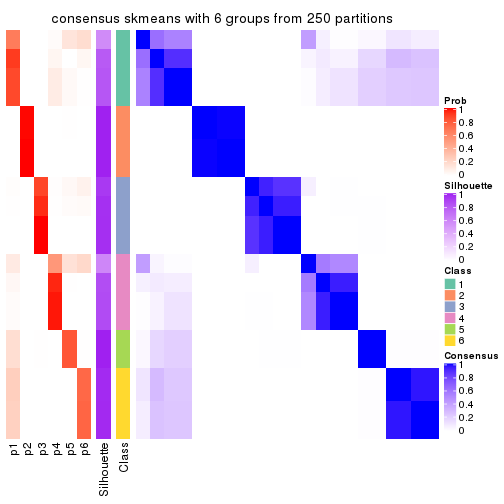 consensus skmeans with 6 groups from 250 partitions
Prob
1
0.8
0.6
0.4
0.2
0
Silhouette
1
0.8
0.6
0.4
0.2
0
Class
1
2
3
4
5
6
Consensus
1
0.8
0.6
0.4
0.2
0
p1
p2
p3
p4
p5
p6
Silhouette
Class